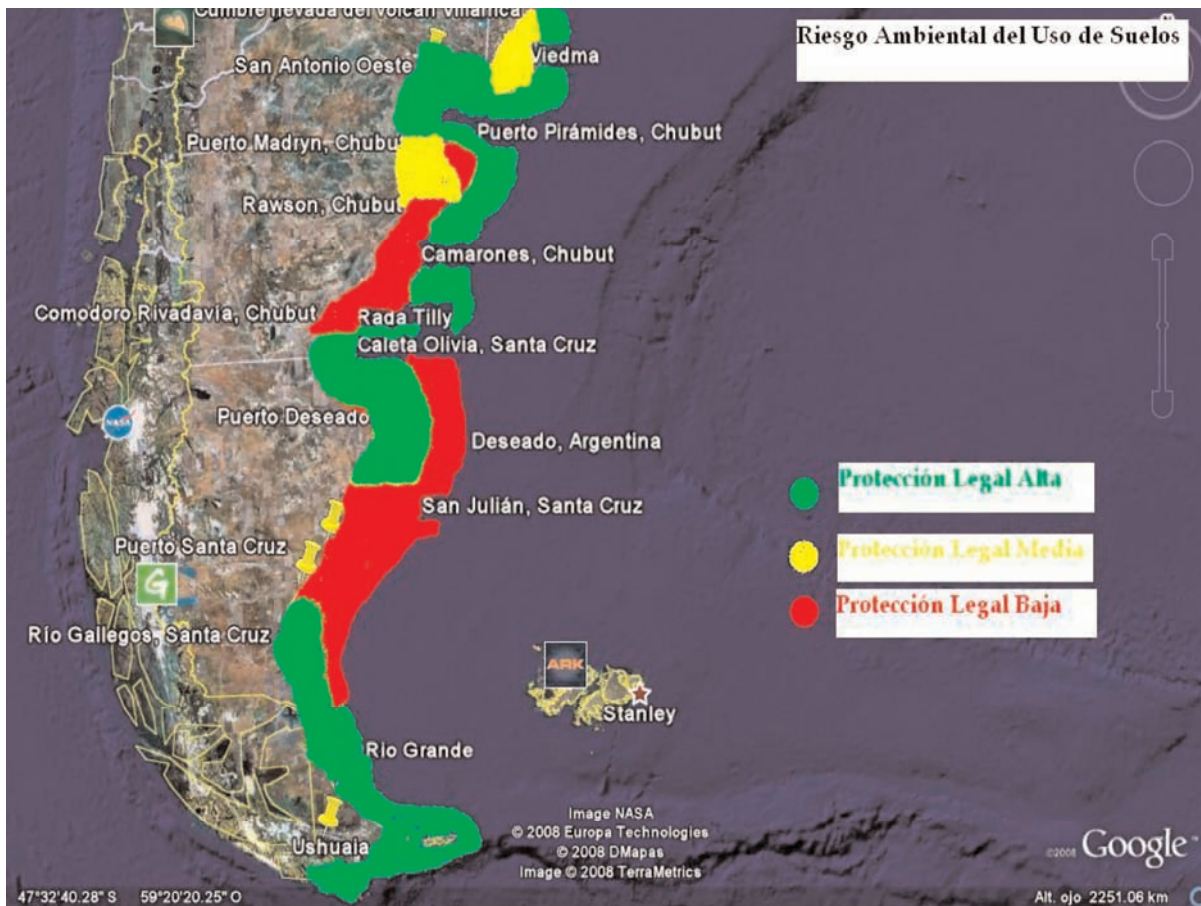 Cumbre nevada del volcán Villarrica
Riesgo Ambiental del Uso de Suelos
Viedma
San Antonio Oeste
Puerto Pirámides, Chubut
Puerto Madryn, Chubut
Rawson, Chubut
Camarones, Chubut
Comodoro Rivadavia, Chubut
Rada Tilly
Caleta Olivia, Santa Cruz
NASA
Puerto Deseado
Deseado, Argentina
Protección Legal Alta
San Julián, Santa Cruz
Puerto Santa Cruz
Protección Legal Media
G
Protección Legal Baja
Río Gallegos, Santa Cruz
ARK
Stanley
Rio Grande
Ushuaia
Image NASA
© 2008 Europa Technologies
© 2008 DMapas
Image © 2008 TerraMetrics
©2008 Google™
47°32'40.28" S 59°20'20.25" O
Alt. ojo 2251.06 km